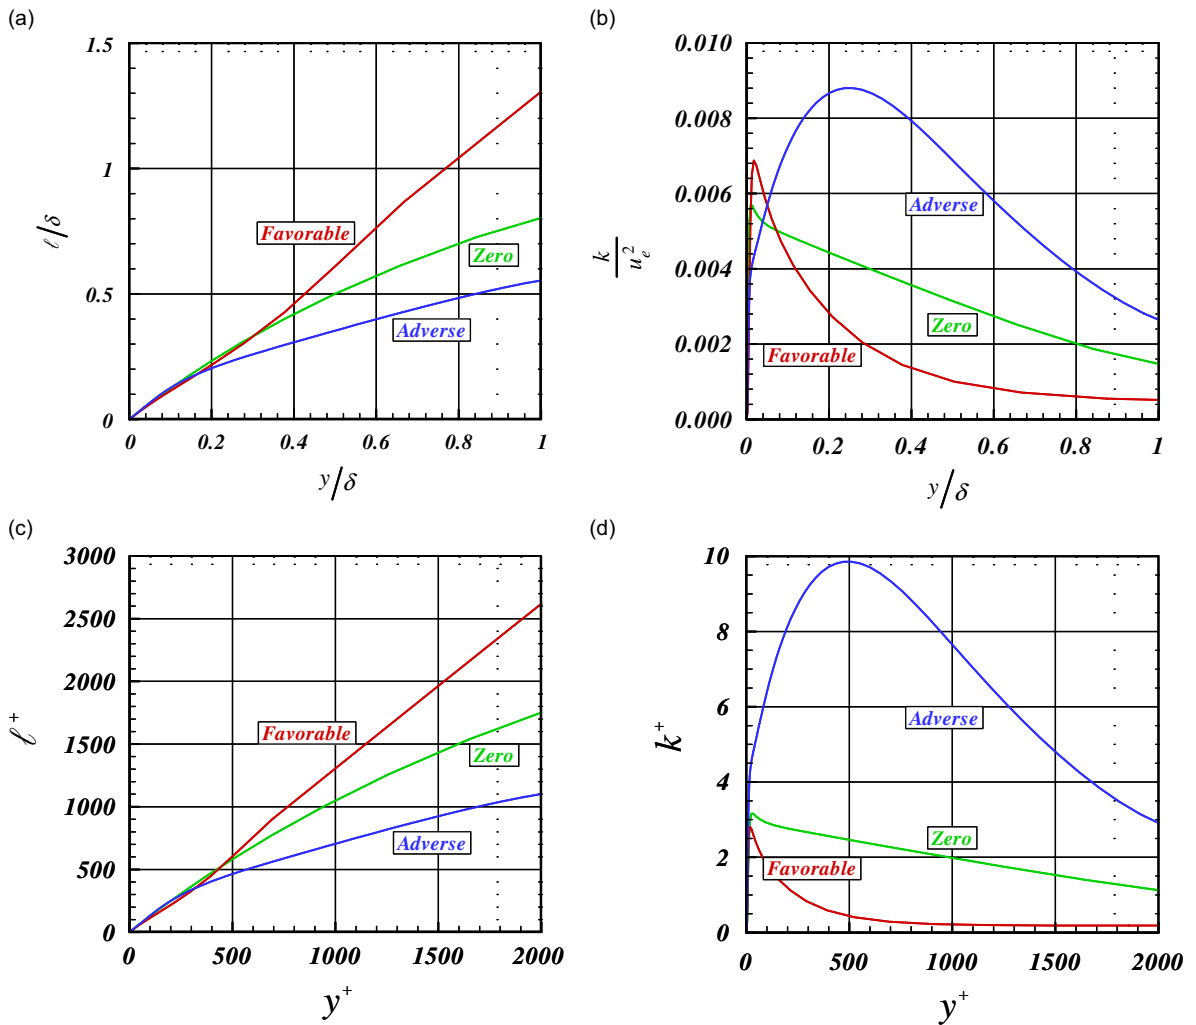 (a)
1.5
1
0.5
0
ℓ/δ
Favorable
Zero
Adverse
0 0.2 0.4 0.6 0.8 1
y/δ
(b)
0.010
0.008
0.006
0.004
0.002
0.000
k
u_e^2
Adverse
Zero
Favorable
0 0.2 0.4 0.6 0.8 1
y/δ
(c)
3000
2500
2000
1500
1000
500
0
ℓ^+
Favorable
Zero
Adverse
0 500 1000 1500 2000
y^+
(d)
10
8
6
4
2
0
k^+
Adverse
Zero
Favorable
0 500 1000 1500 2000
y^+